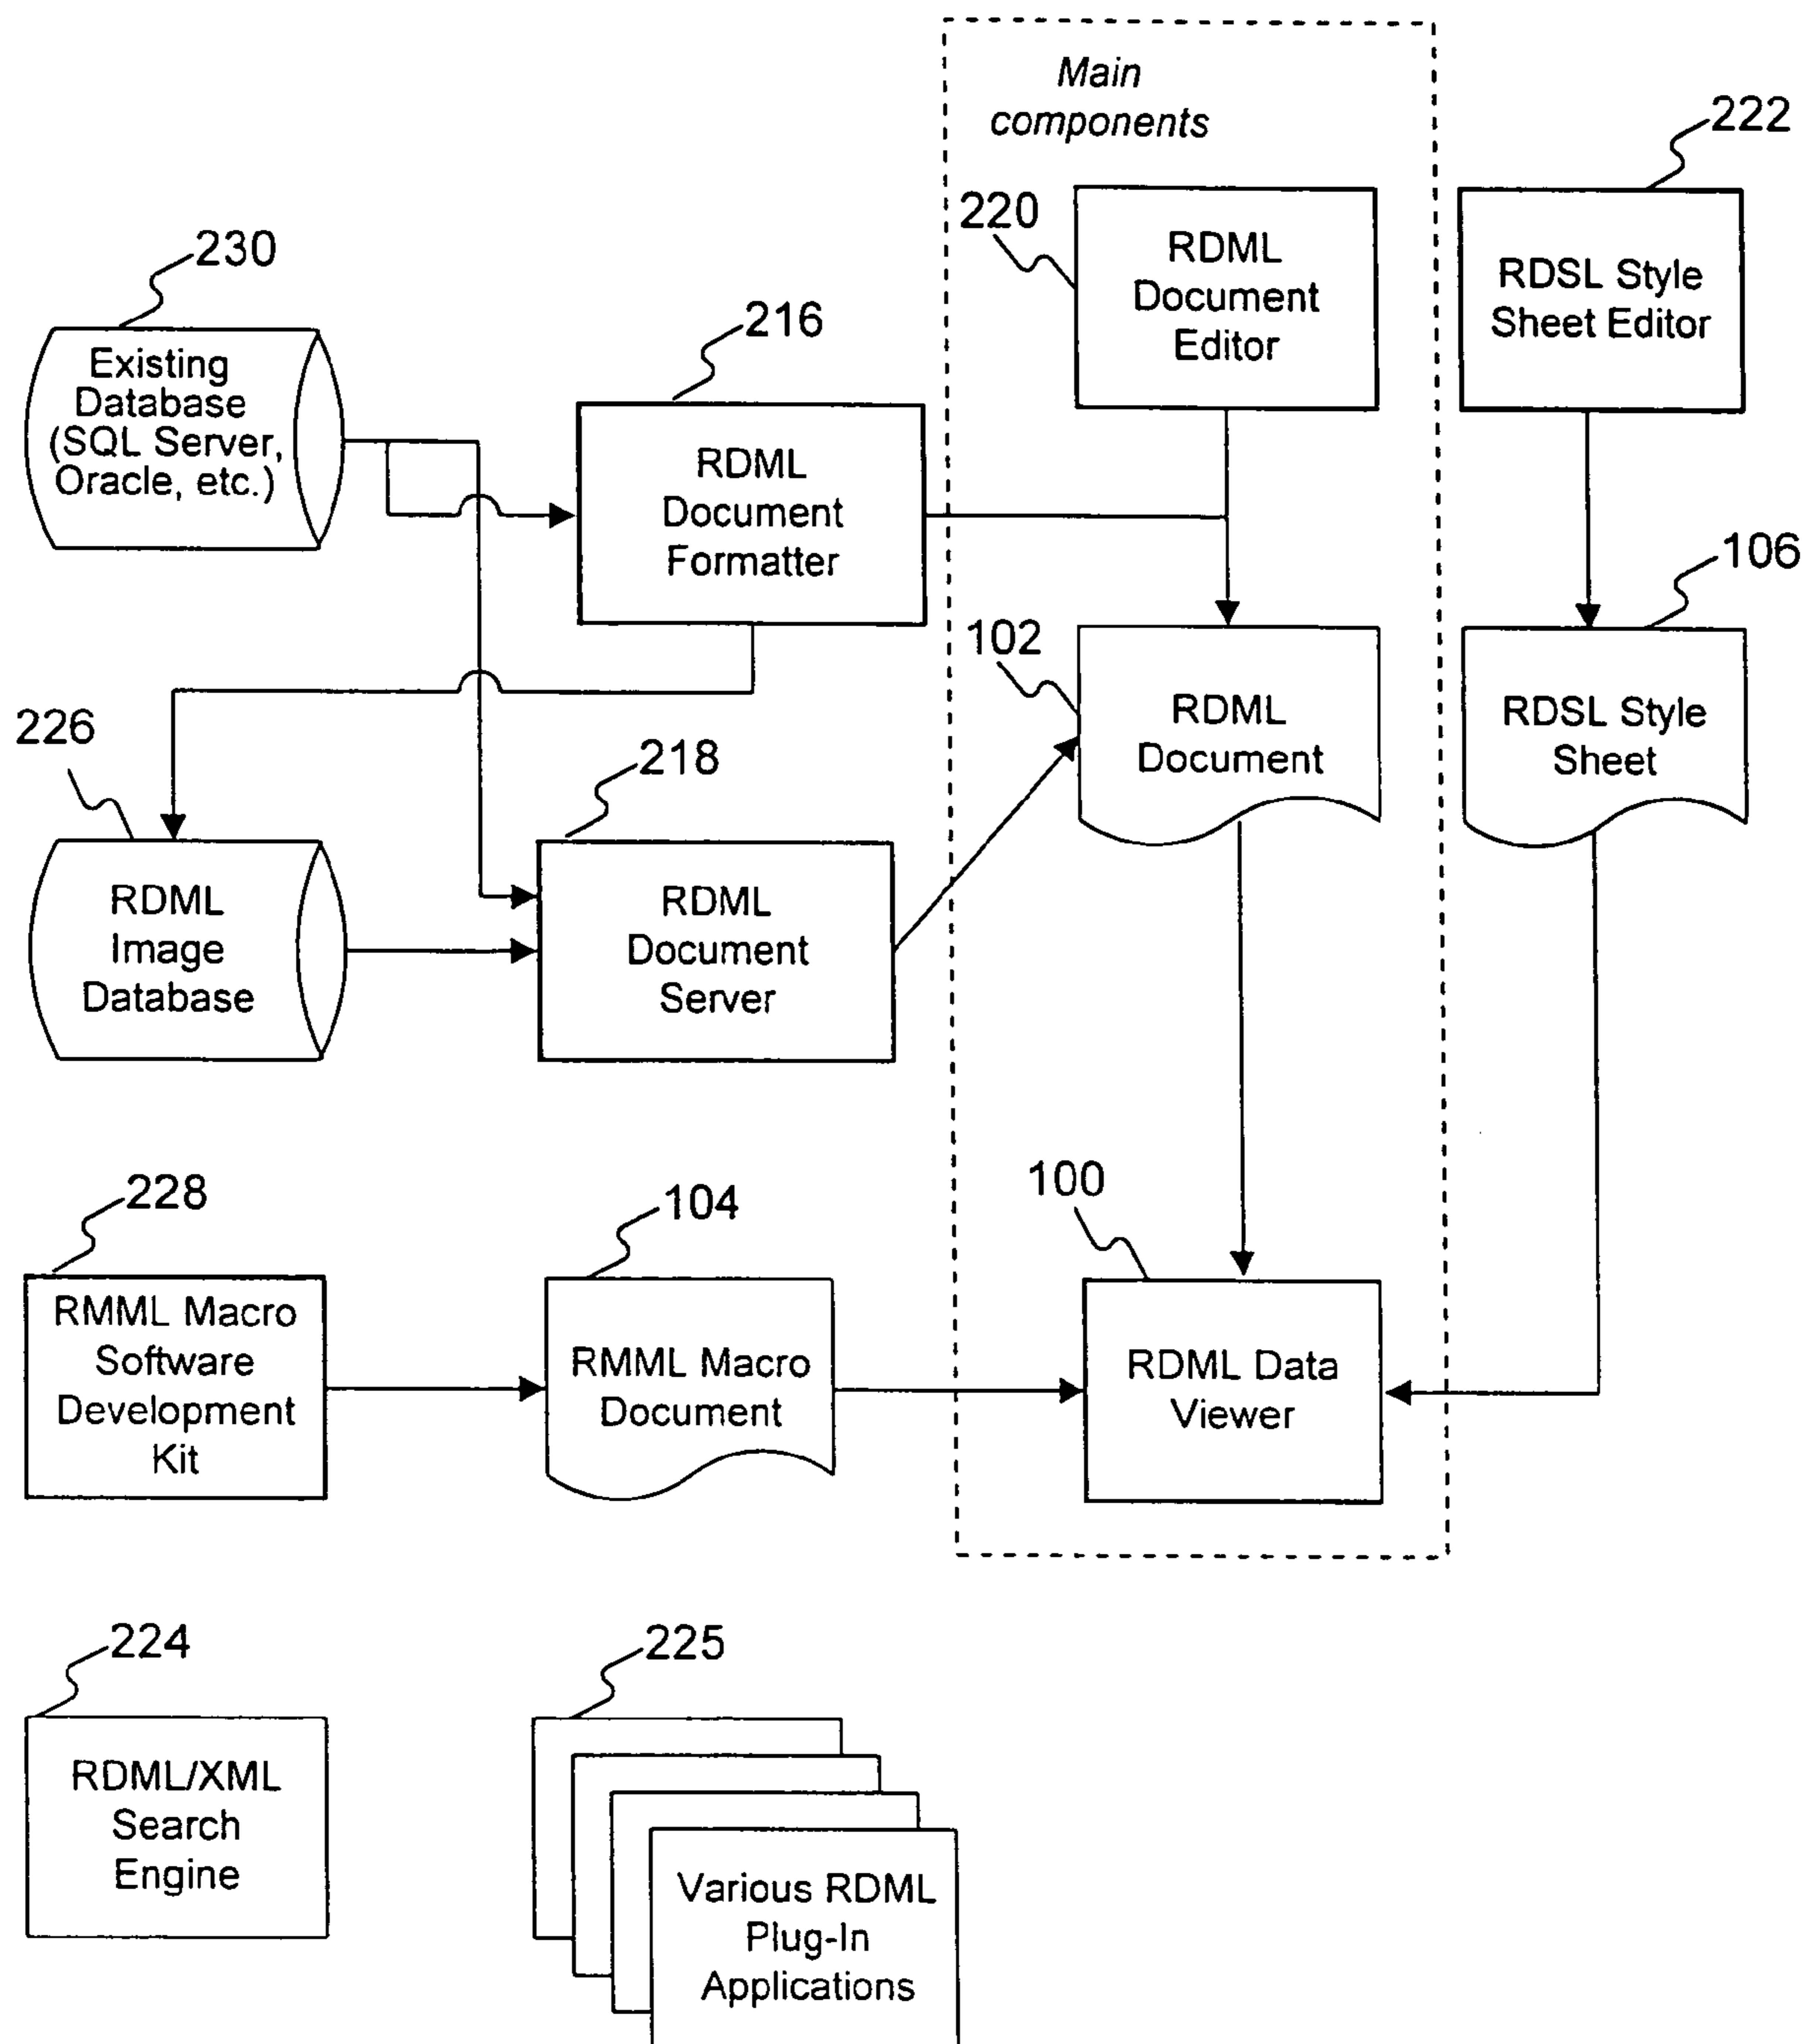 Main
components
222
220
RDML
Document
Editor
RDSL Style
Sheet Editor
230
Existing
Database
(SQL Server,
Oracle, etc.)
216
RDML
Document
Formatter
106
102
RDML
Document
RDSL Style
Sheet
226
RDML
Image
Database
218
RDML
Document
Server
228
RMML Macro
Software
Development
Kit
104
RMML Macro
Document
100
RDML Data
Viewer
224
RDML/XML
Search
Engine
225
Various RDML
Plug-In
Applications